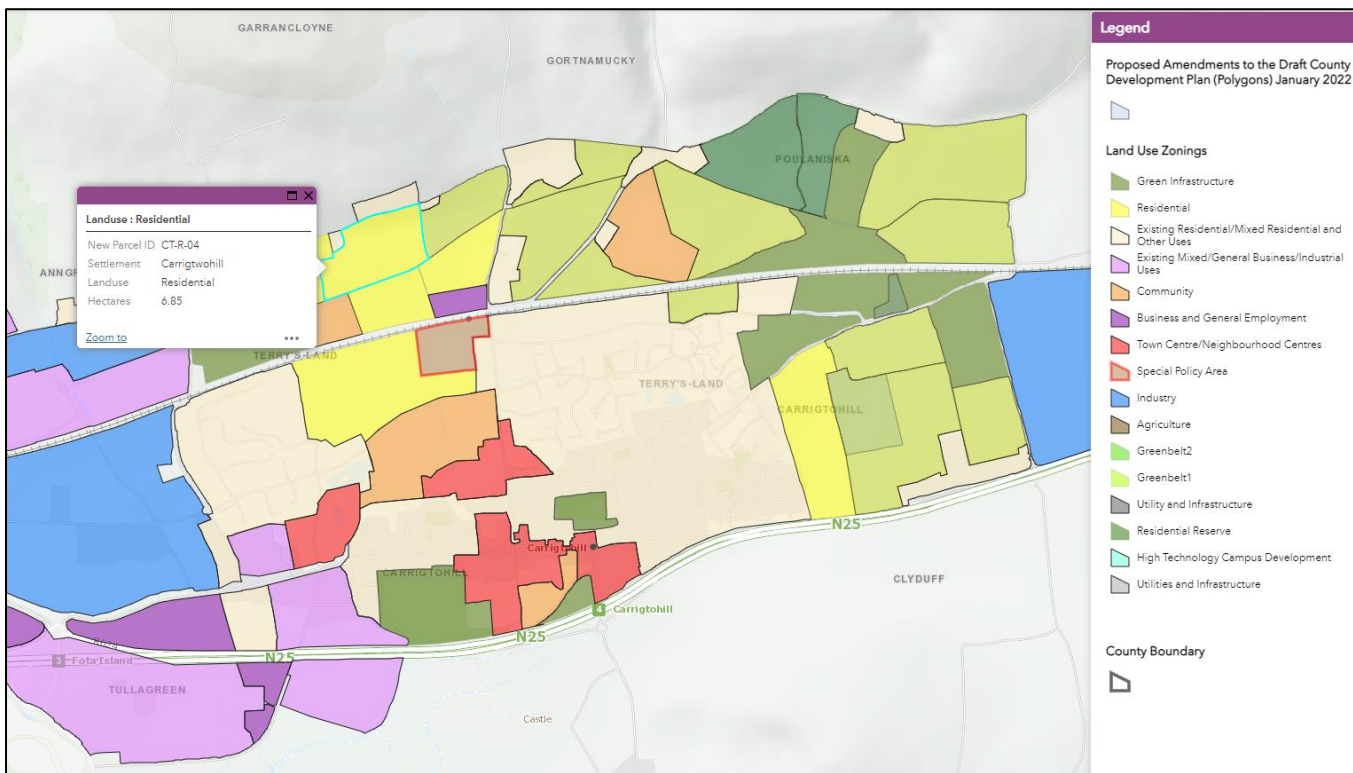 GARRANCLOYNE
GORTNAMUCKY
POULANISKA
Landuse : Residential
New Parcel ID CT-R-04
Settlement Carrigtwohill
Landuse Residential
Hectares 6.85
Zoom to
TERRY'S-LAND
TERRY'S-LAND
CARRIGTOHILL
N25
Carrigtohill
CARRIGTOHILL
CLYDUFF
4 Carrigtohill
N25
N25
3 Fota Island
TULLAGREEN
Castle
Legend
Proposed Amendments to the Draft County
Development Plan (Polygons) January 2022
Land Use Zonings
Green Infrastructure
Residential
Existing Residential/Mixed Residential and
Other Uses
Existing Mixed/General Business/Industrial
Uses
Community
Business and General Employment
Town Centre/Neighbourhood Centres
Special Policy Area
Industry
Agriculture
Greenbelt2
Greenbelt1
Utility and Infrastructure
Residential Reserve
High Technology Campus Development
Utilities and Infrastructure
County Boundary